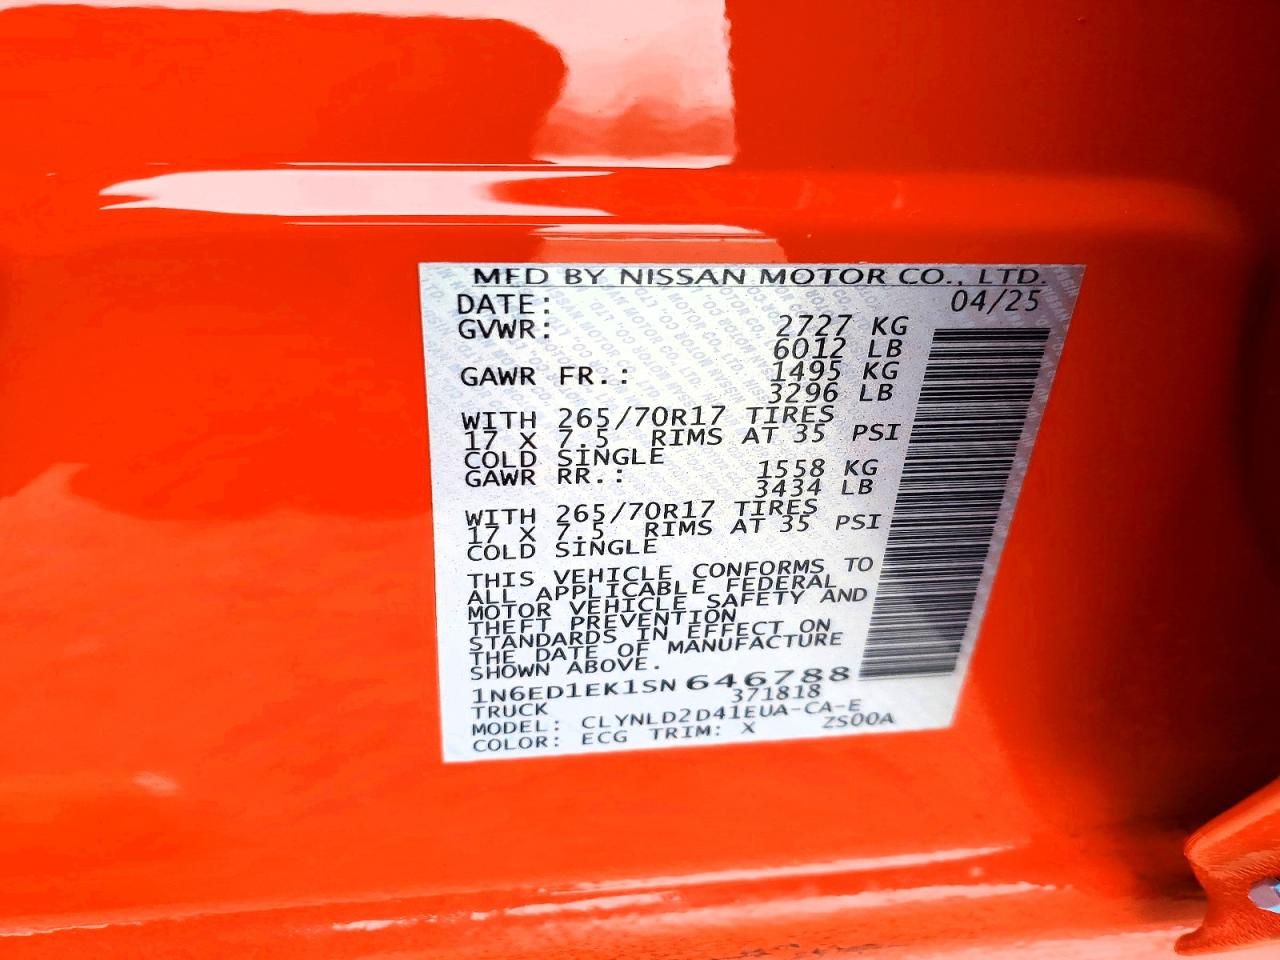 MFD BY NISSAN MOTOR CO., LTD.
DATE: 04/25
GVWR: 2727 KG
6012 LB
GAWR FR.: 1495 KG
3296 LB
WITH 265/70R17 TIRES
17 X 7.5 RIMS AT 35 PSI
COLD SINGLE
GAWR RR.: 1558 KG
3434 LB
WITH 265/70R17 TIRES
17 X 7.5 RIMS AT 35 PSI
COLD SINGLE
THIS VEHICLE CONFORMS TO
ALL APPLICABLE FEDERAL
MOTOR VEHICLE SAFETY AND
THEFT PREVENTION
STANDARDS IN EFFECT ON
THE DATE OF MANUFACTURE
SHOWN ABOVE.
1N6ED1EK1SN 646788
TRUCK 371818
MODEL: CLYNLD2D41EUA-CA-E
COLOR: ECG TRIM: X ZS00A